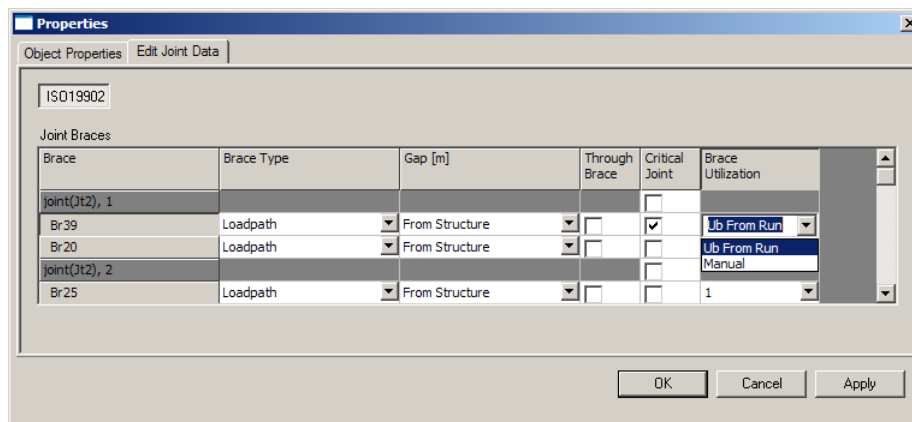 Properties
Object Properties Edit Joint Data
ISO19902
Joint Braces
Brace Brace Type Gap [m] Through Brace Critical Joint Brace Utilization
joint(Jt2), 1
Br39 Loadpath From Structure Ub From Run
Br20 Loadpath From Structure Ub From Run
joint(Jt2), 2 Manual
Br25 Loadpath From Structure 1
OK Cancel Apply